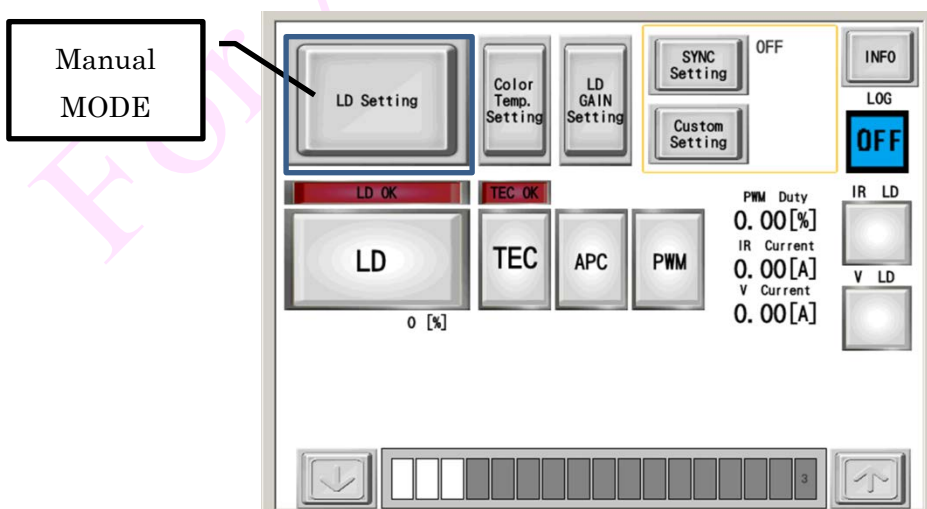 Manual
MODE
LD Setting
Color
Temp.
Setting
LD
GAIN
Setting
SYNC
Setting
OFF
Custom
Setting
INFO
LOG
OFF
LD OK
TEC OK
LD
TEC
APC
PWM
0 [%]
PWM Duty
0.00[%]
IR Current
0.00[A]
V Current
0.00[A]
IR LD
V LD
3
For